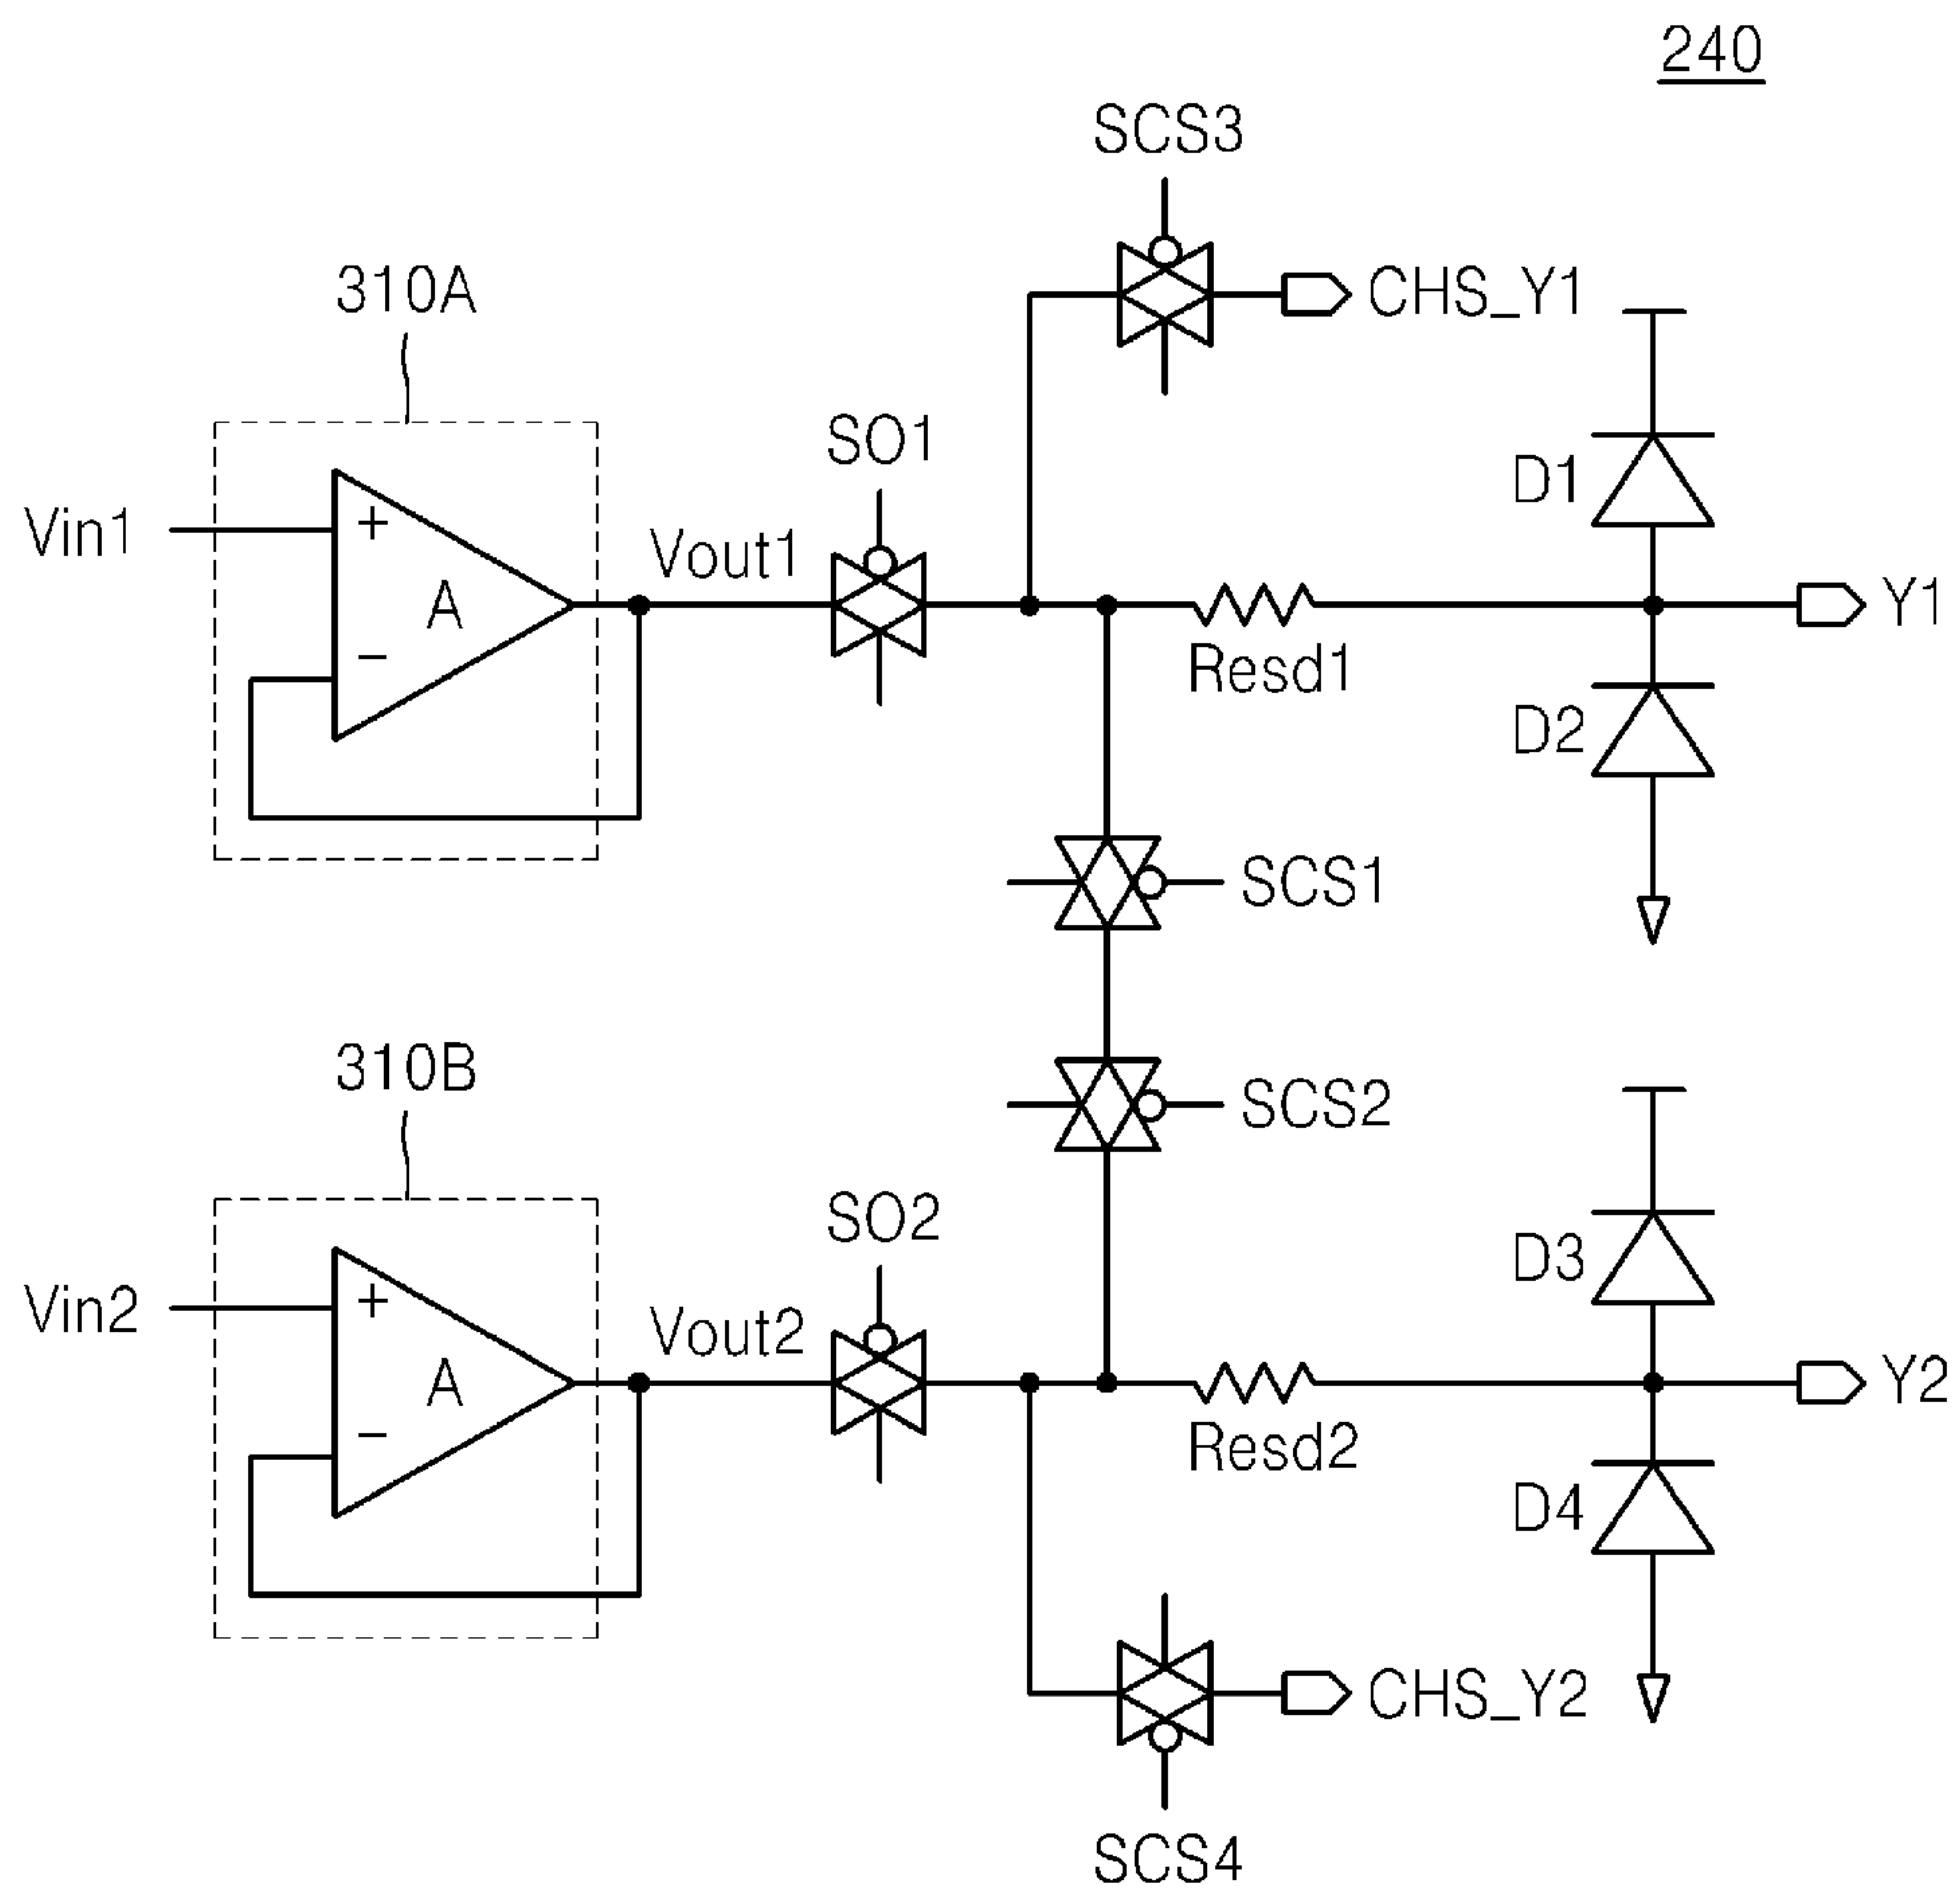 240
SCS3
310A
CHS_Y1
SO1
D1
Vin1
+
Vout1
A
Y1
−
Resd1
D2
SCS1
310B
SCS2
SO2
D3
Vin2
+
Vout2
A
Y2
−
Resd2
D4
CHS_Y2
SCS4